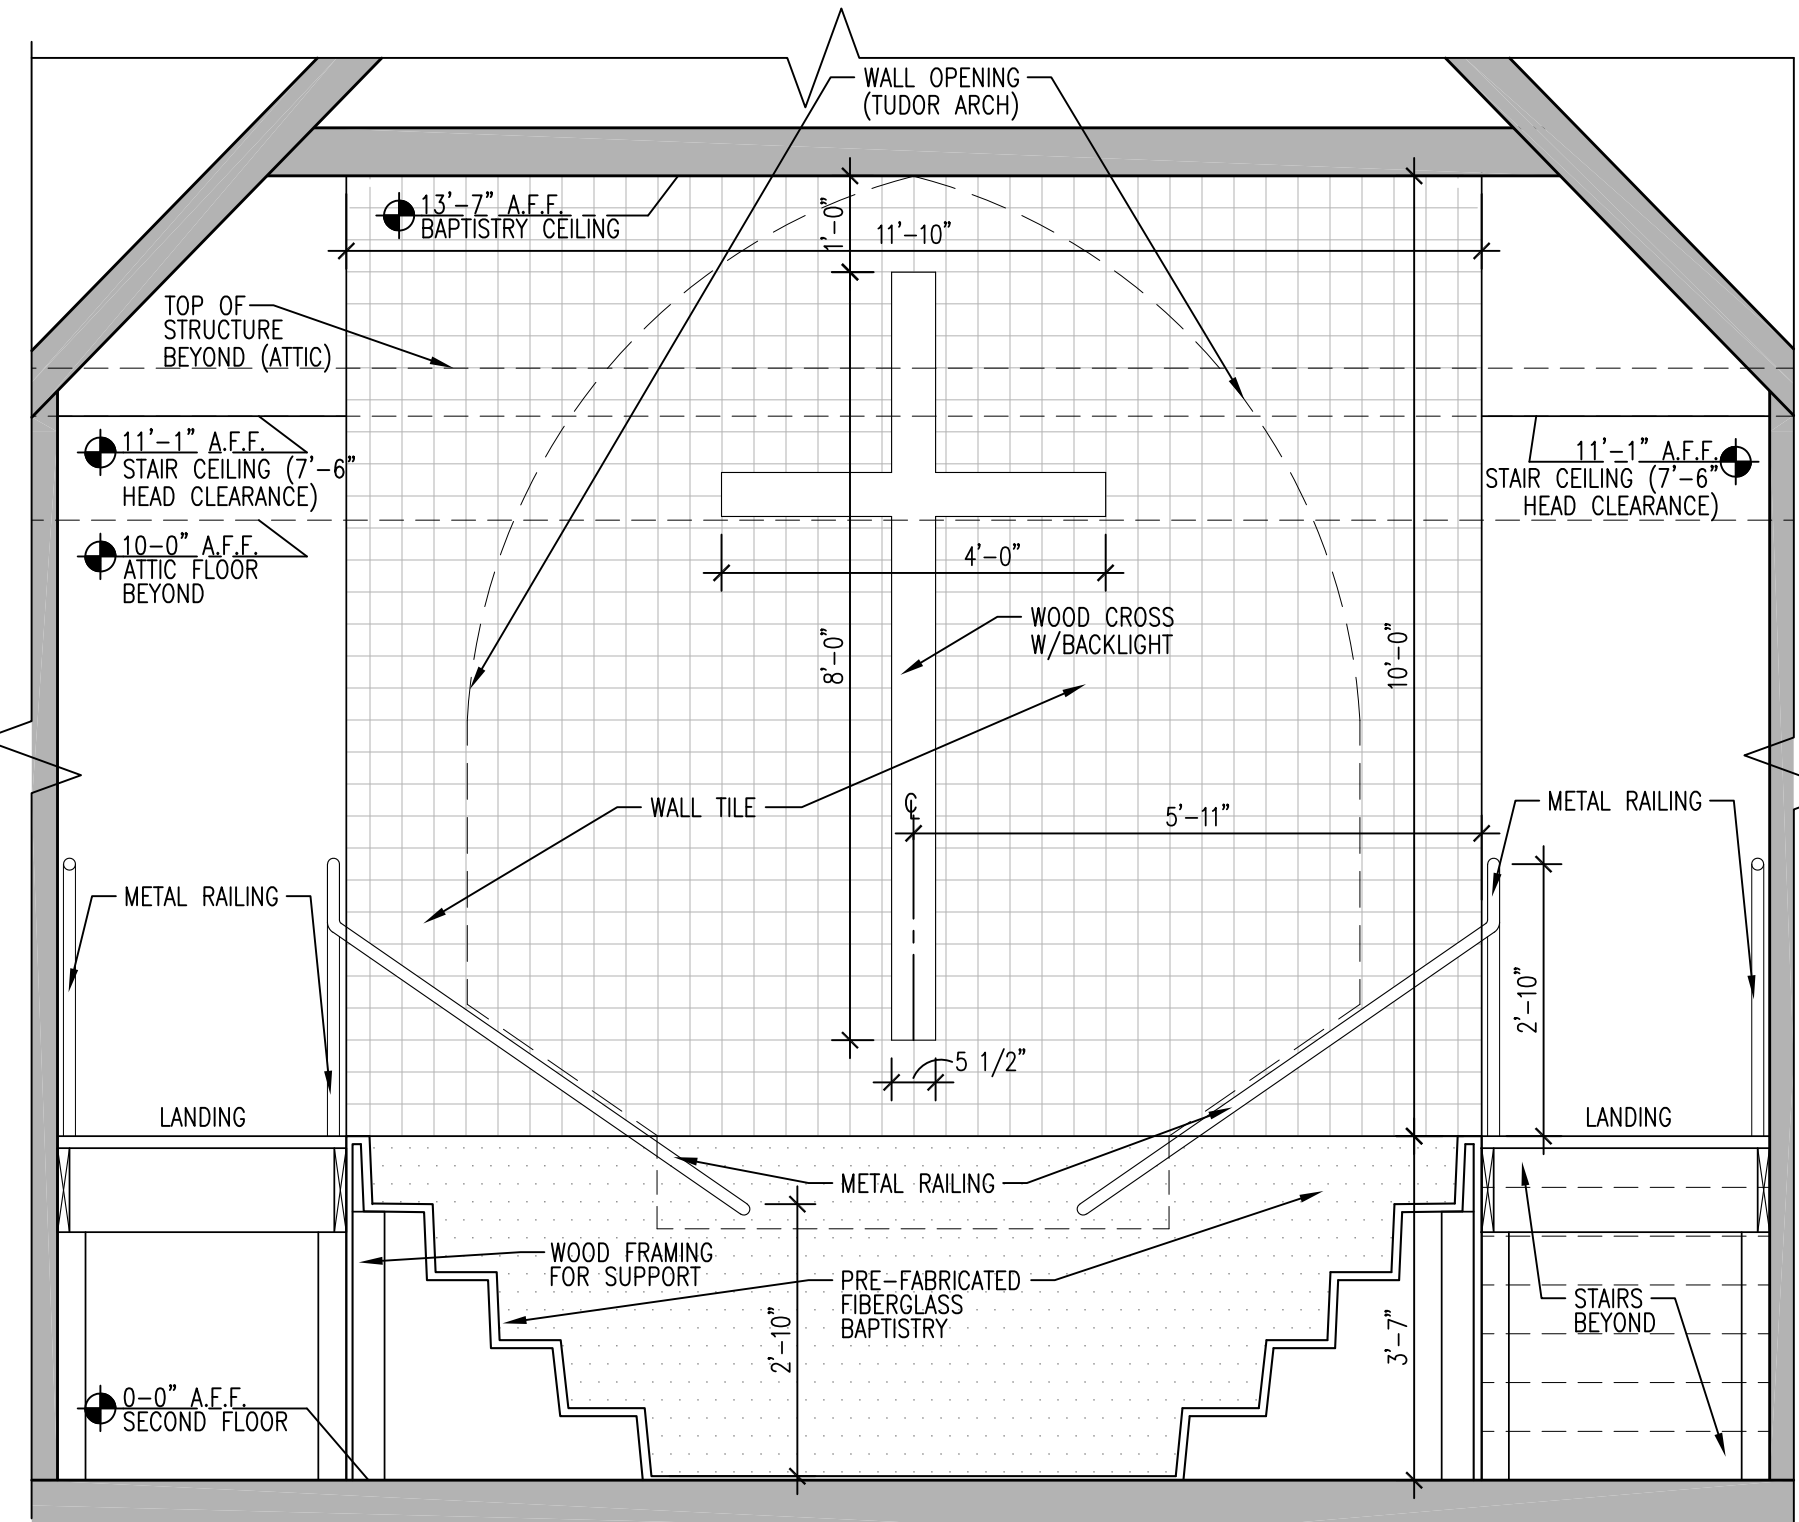 WALL OPENING
(TUDOR ARCH)
13'-7" A.F.F.
BAPTISTRY CEILING
1'-0"
11'-10"
TOP OF
STRUCTURE
BEYOND (ATTIC)
11'-1" A.F.F.
STAIR CEILING (7'-6"
HEAD CLEARANCE)
11'-1" A.F.F.
STAIR CEILING (7'-6"
HEAD CLEARANCE)
10-0" A.F.F.
ATTIC FLOOR
BEYOND
4'-0"
WOOD CROSS
W/BACKLIGHT
8'-0"
10'-0"
WALL TILE
℄
5'-11"
METAL RAILING
METAL RAILING
2'-10"
5 1/2"
LANDING
LANDING
METAL RAILING
WOOD FRAMING
FOR SUPPORT
PRE-FABRICATED
FIBERGLASS
BAPTISTRY
2'-10"
3'-7"
STAIRS
BEYOND
0-0" A.F.F.
SECOND FLOOR